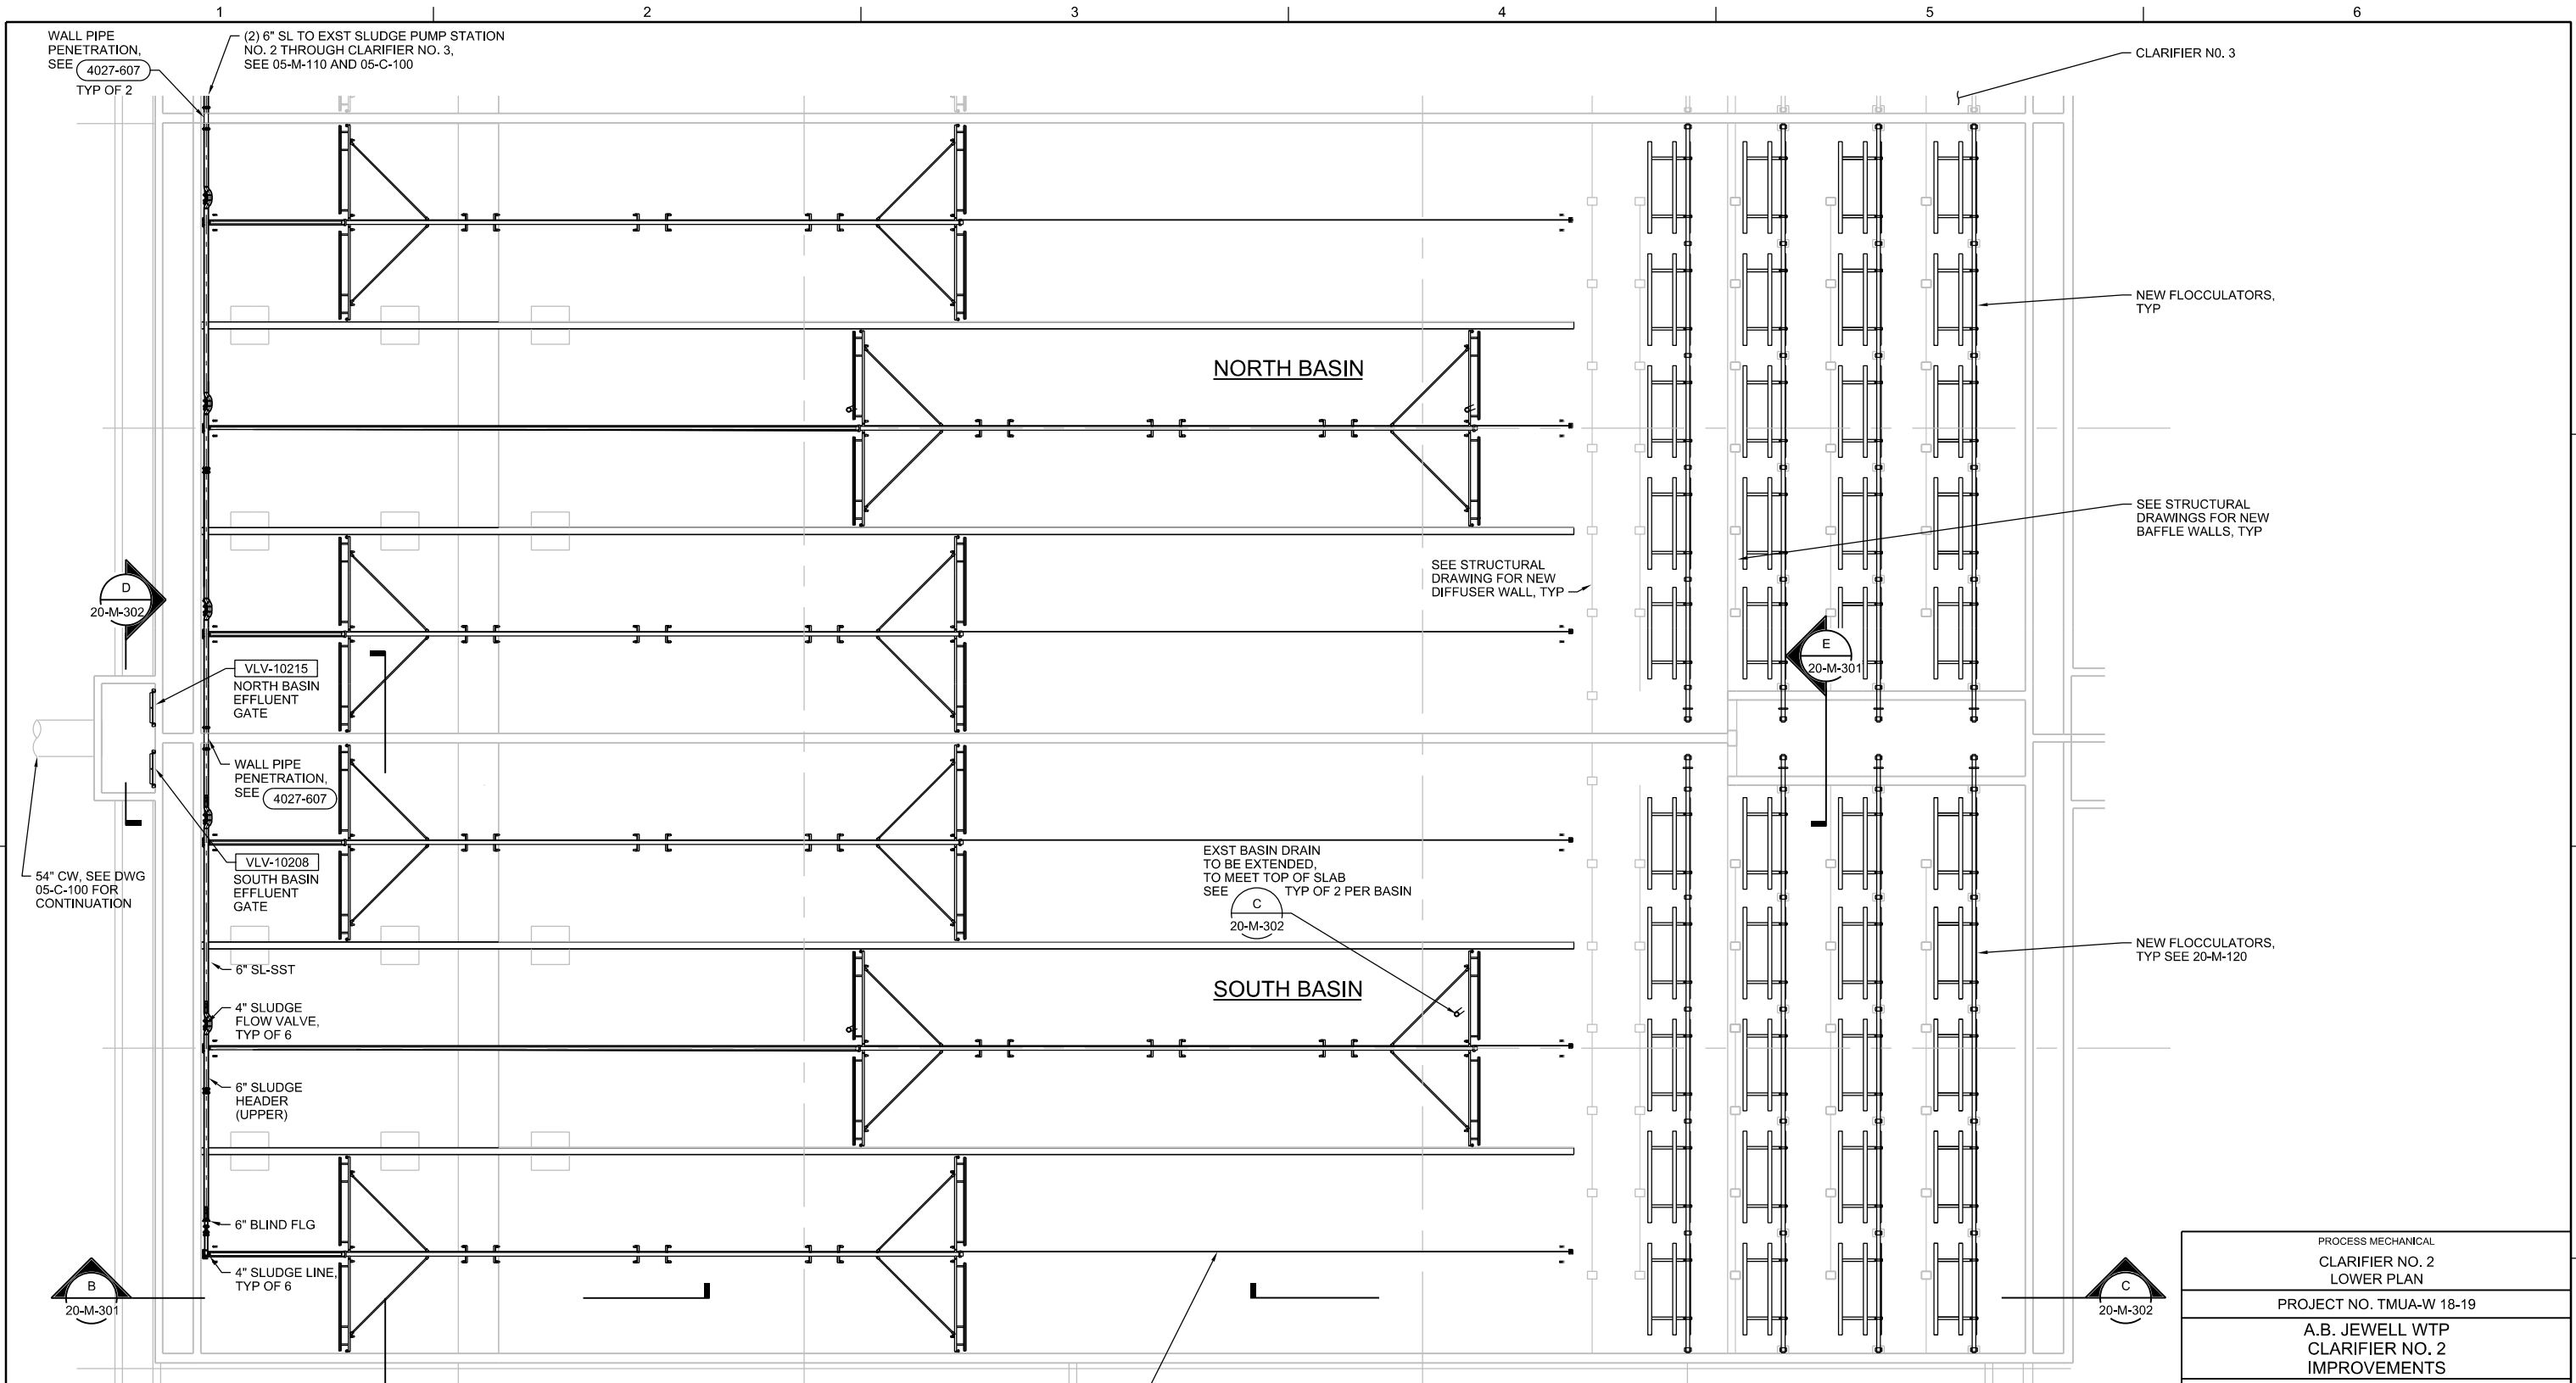 1
2
3
4
5
6
WALL PIPE
PENETRATION,
SEE 4027-607
TYP OF 2
(2) 6" SL TO EXST SLUDGE PUMP STATION
NO. 2 THROUGH CLARIFIER NO. 3,
SEE 05-M-110 AND 05-C-100
CLARIFIER N0. 3
NEW FLOCCULATORS,
TYP
NORTH BASIN
SEE STRUCTURAL
DRAWINGS FOR NEW
BAFFLE WALLS, TYP
SEE STRUCTURAL
DRAWING FOR NEW
DIFFUSER WALL, TYP
D
20-M-302
E
20-M-301
VLV-10215
NORTH BASIN
EFFLUENT
GATE
WALL PIPE
PENETRATION,
SEE 4027-607
VLV-10208
SOUTH BASIN
EFFLUENT
GATE
54" CW, SEE DWG
05-C-100 FOR
CONTINUATION
EXST BASIN DRAIN
TO BE EXTENDED,
TO MEET TOP OF SLAB
SEE C 20-M-302 TYP OF 2 PER BASIN
NEW FLOCCULATORS,
TYP SEE 20-M-120
6" SL-SST
SOUTH BASIN
4" SLUDGE
FLOW VALVE,
TYP OF 6
6" SLUDGE
HEADER
(UPPER)
6" BLIND FLG
4" SLUDGE LINE,
TYP OF 6
B
20-M-301
C
20-M-302
PROCESS MECHANICAL
CLARIFIER NO. 2
LOWER PLAN
PROJECT NO. TMUA-W 18-19
A.B. JEWELL WTP
CLARIFIER NO. 2
IMPROVEMENTS